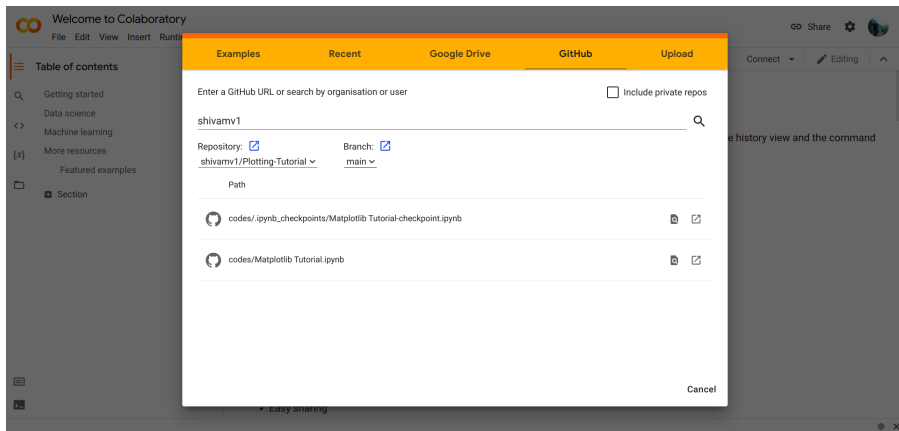 Welcome to Colaboratory
File Edit View Insert Runti
Share
Table of contents
Getting started
Data science
Machine learning
More resources
Featured examples
Section
Connect
Editing
Examples Recent Google Drive GitHub Upload
Enter a GitHub URL or search by organisation or user
Include private repos
shivamv1
Repository: Branch:
shivamv1/Plotting-Tutorial main
Path
codes/.ipynb_checkpoints/Matplotlib Tutorial-checkpoint.ipynb
codes/Matplotlib Tutorial.ipynb
Cancel
e history view and the command
Easy sharing